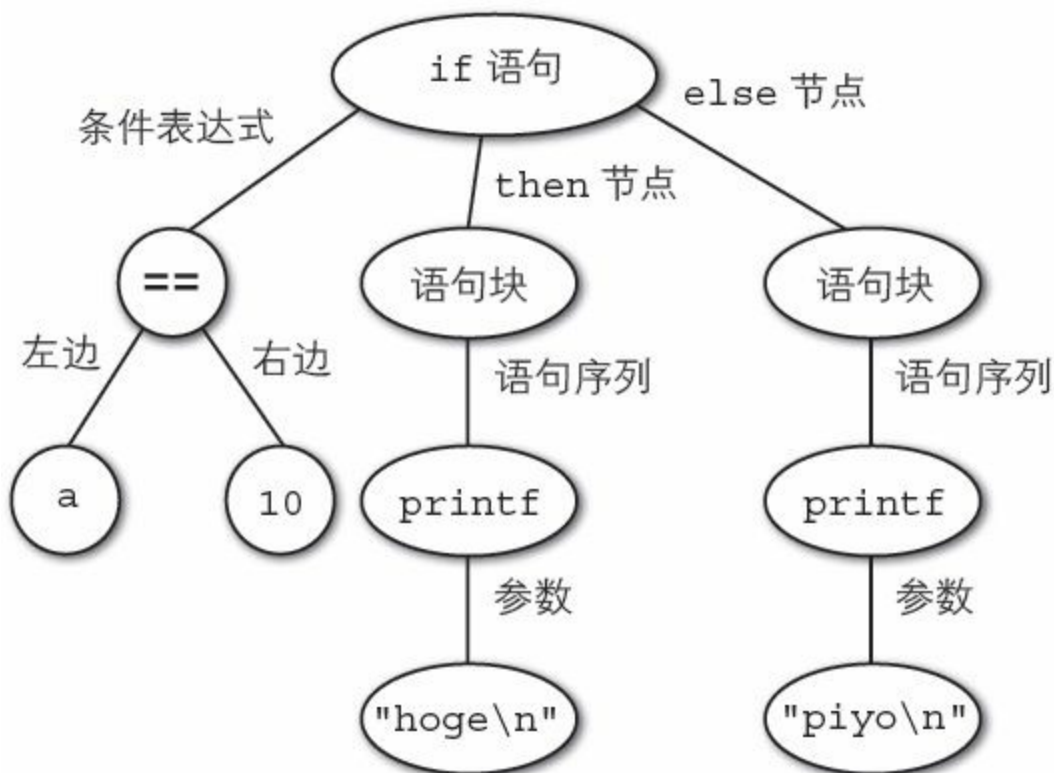 if 语句
else 节点
条件表达式
then 节点
==
语句块
语句块
左边
右边
语句序列
语句序列
a
10
printf
printf
参数
参数
"hoge\n"
"piyo\n"